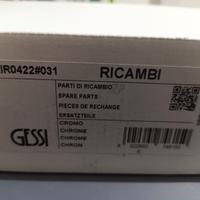 IR0422#031 RICAMBI
PARTI DI RICAMBIO
SPARE PARTS
PIECES DE RECHANGE
ERSATZTEILE
CROMO
CHROME
CHROME
CHROM
GESSI